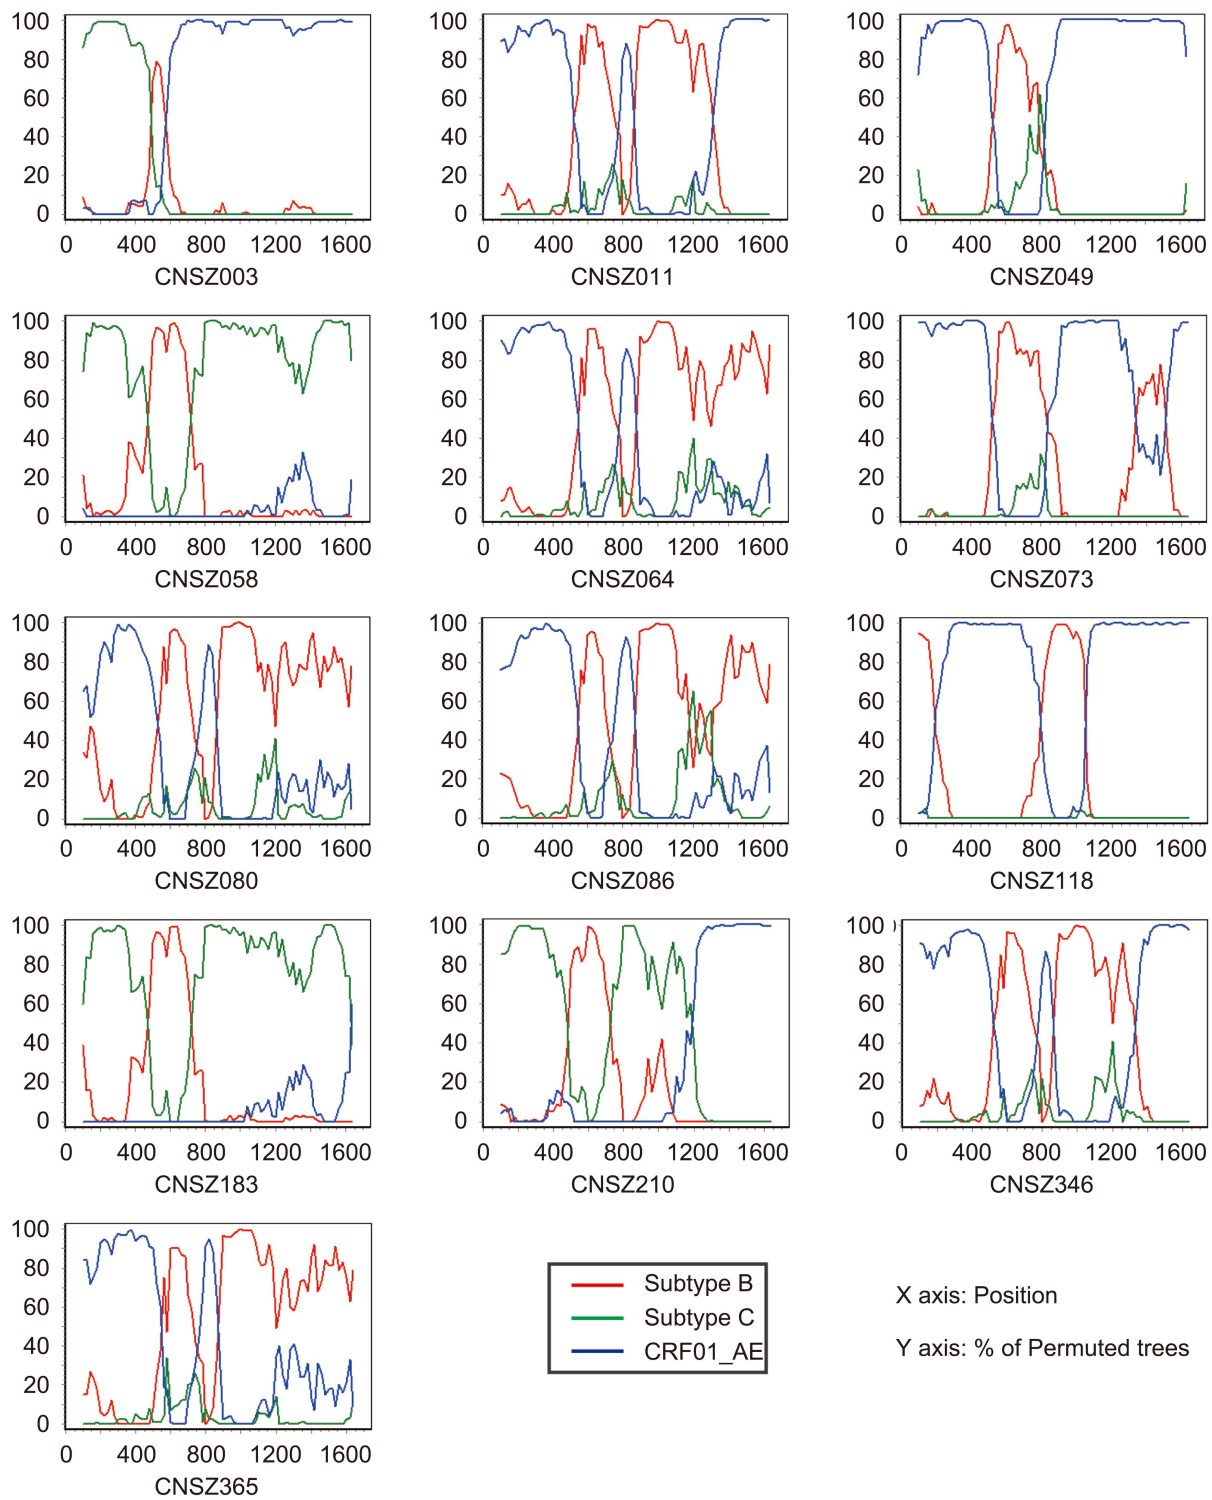 100
80
60
40
20
0
0 400 800 1200 1600
CNSZ003
100
80
60
40
20
0
0 400 800 1200 1600
CNSZ011
100
80
60
40
20
0
0 400 800 1200 1600
CNSZ049
100
80
60
40
20
0
0 400 800 1200 1600
CNSZ058
100
80
60
40
20
0
0 400 800 1200 1600
CNSZ064
100
80
60
40
20
0
0 400 800 1200 1600
CNSZ073
100
80
60
40
20
0
0 400 800 1200 1600
CNSZ080
100
80
60
40
20
0
0 400 800 1200 1600
CNSZ086
100
80
60
40
20
0
0 400 800 1200 1600
CNSZ118
100
80
60
40
20
0
0 400 800 1200 1600
CNSZ183
100
80
60
40
20
0
0 400 800 1200 1600
CNSZ210
100 )
80
60
40
20
0
0 400 800 1200 1600
CNSZ346
100
80
60
40
20
0
0 400 800 1200 1600
CNSZ365
Subtype B
Subtype C
CRF01_AE
X axis: Position
Y axis: % of Permuted trees